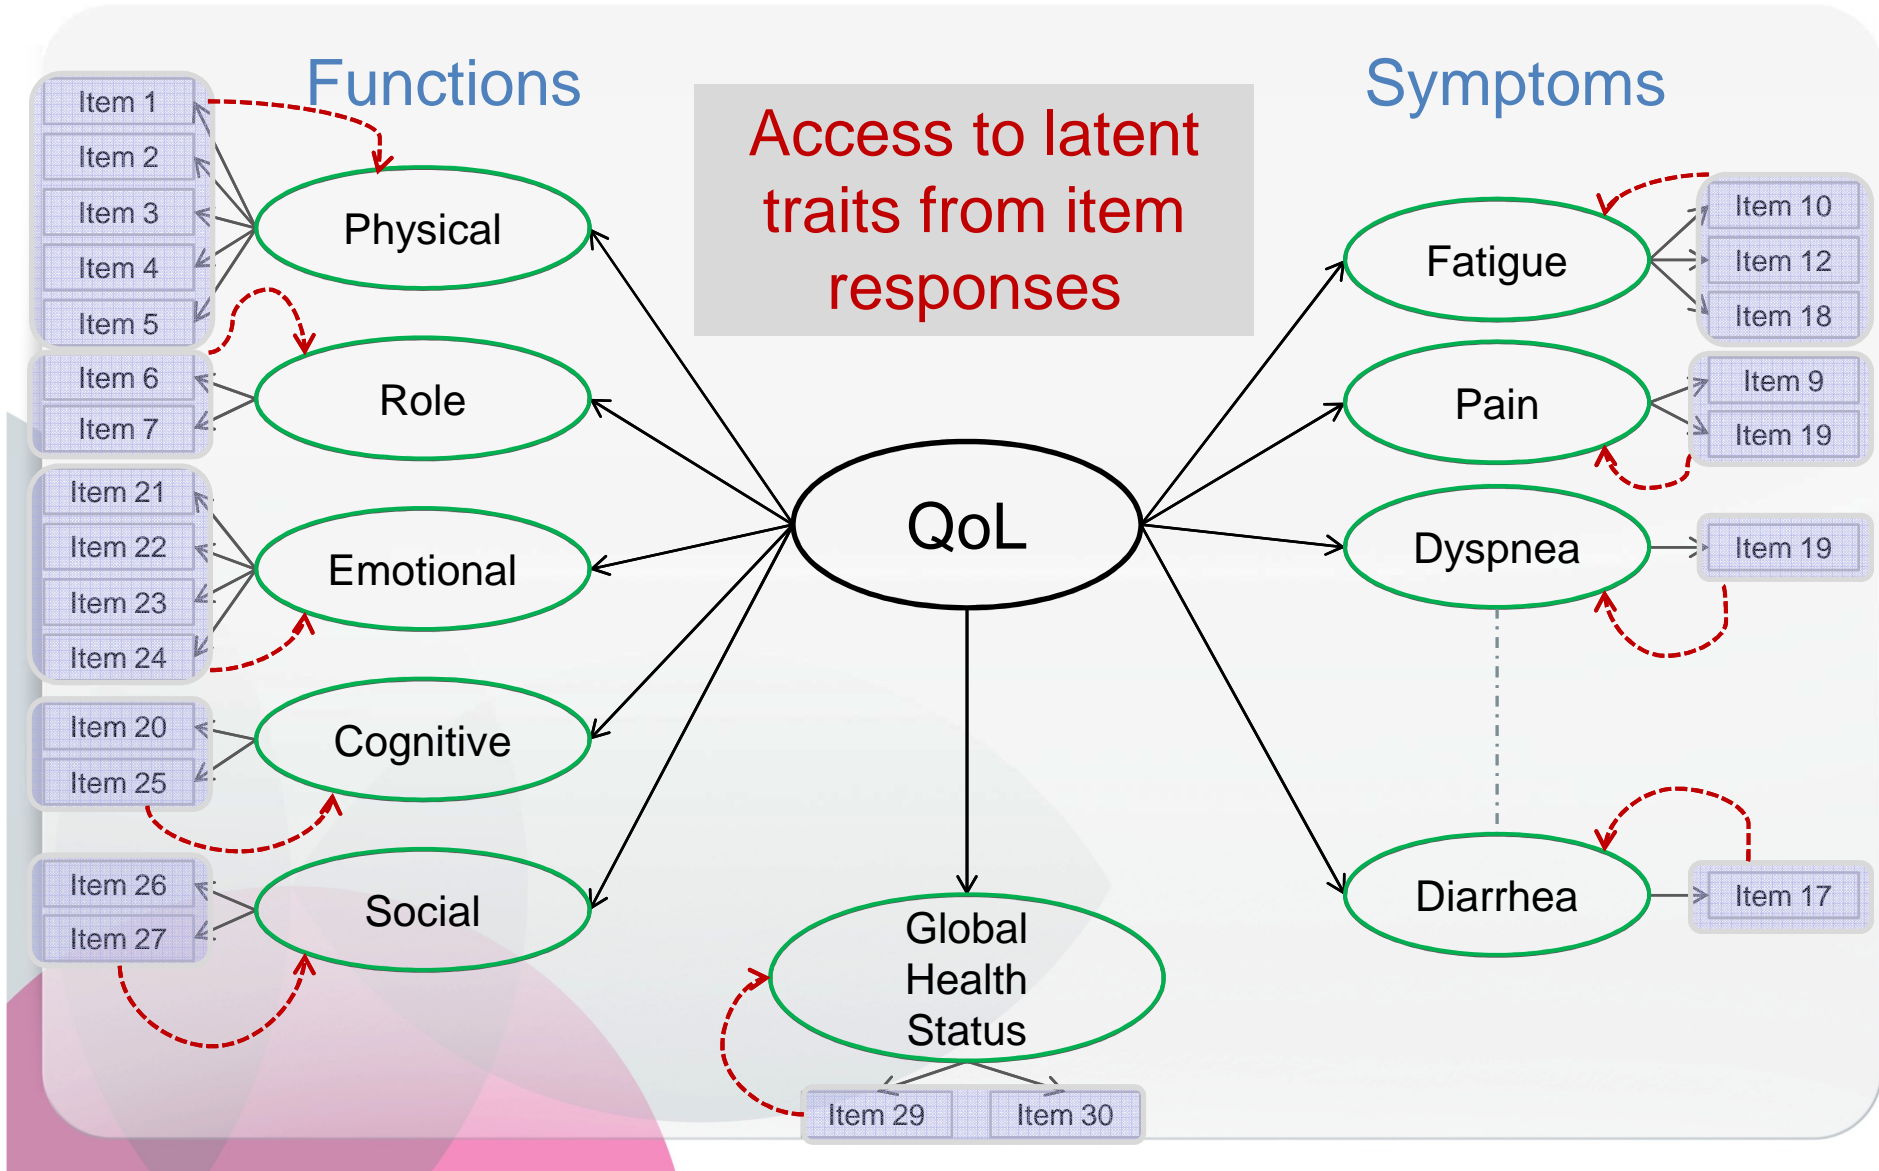 Functions
Item 1
Item 2
Item 3
Item 4
Item 5
Physical
Item 6
Item 7
Role
Item 21
Item 22
Item 23
Item 24
Emotional
Item 20
Item 25
Cognitive
Item 26
Item 27
Social
Access to latent
traits from item
responses
QoL
Global
Health
Status
Item 29
Item 30
Symptoms
Fatigue
Item 10
Item 12
Item 18
Pain
Item 9
Item 19
Dyspnea
Item 19
Diarrhea
Item 17